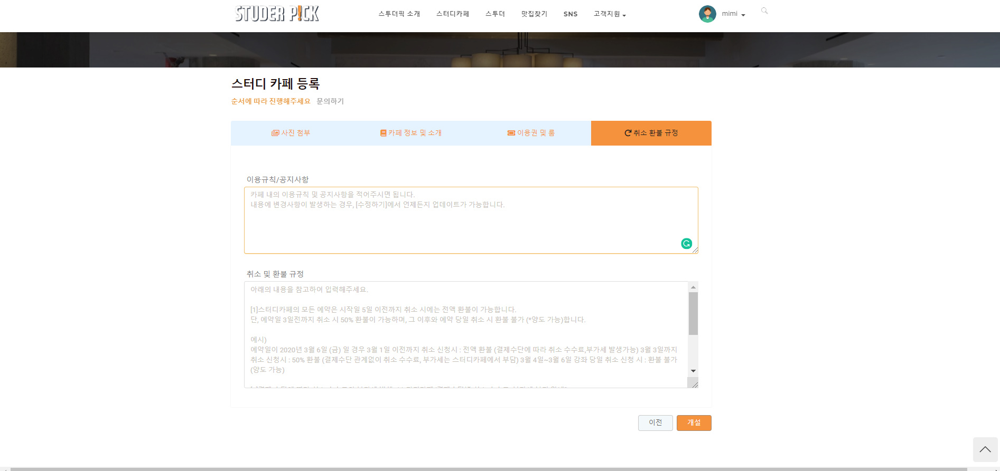 STUDER P!CK
스투더픽 소개
스터디카페
스투더
맛집찾기
SNS
고객지원
mimi
스터디 카페 등록
순서에 따라 진행해주세요 문의하기
사진 첨부
카페 정보 및 소개
이용권 및 룸
취소 환불 규정
이용규칙/공지사항
카페 내의 이용규칙 및 공지사항을 적어주시면 됩니다.
내용에 변경사항이 발생하는 경우, [수정하기]에서 언제든지 업데이트가 가능합니다.
취소 및 환불 규정
아래의 내용을 참고하여 입력해주세요.
[1]스터디카페의 모든 예약은 시작일 5일 이전까지 취소 시에는 전액 환불이 가능합니다.
단, 예약일 3일전까지 취소 시 50% 환불이 가능하며, 그 이후와 예약 당일 취소 시 환불 불가 (*양도 가능)합니다.
예시)
예약일이 2020년 3월 6일 (금) 일 경우 3월 1일 이전까지 취소 신청시 : 전액 환불 (결제수단에 따라 취소 수수료,부가세 발생가능) 3월 3일까지
취소 신청시 : 50% 환불 (결제수단 관계없이 취소 수수료, 부가세는 스터디카페에서 부담) 3월 4일~3월 6일 강좌 당일 취소 신청 시 : 환불 불가
(양도 가능)
이전
개설